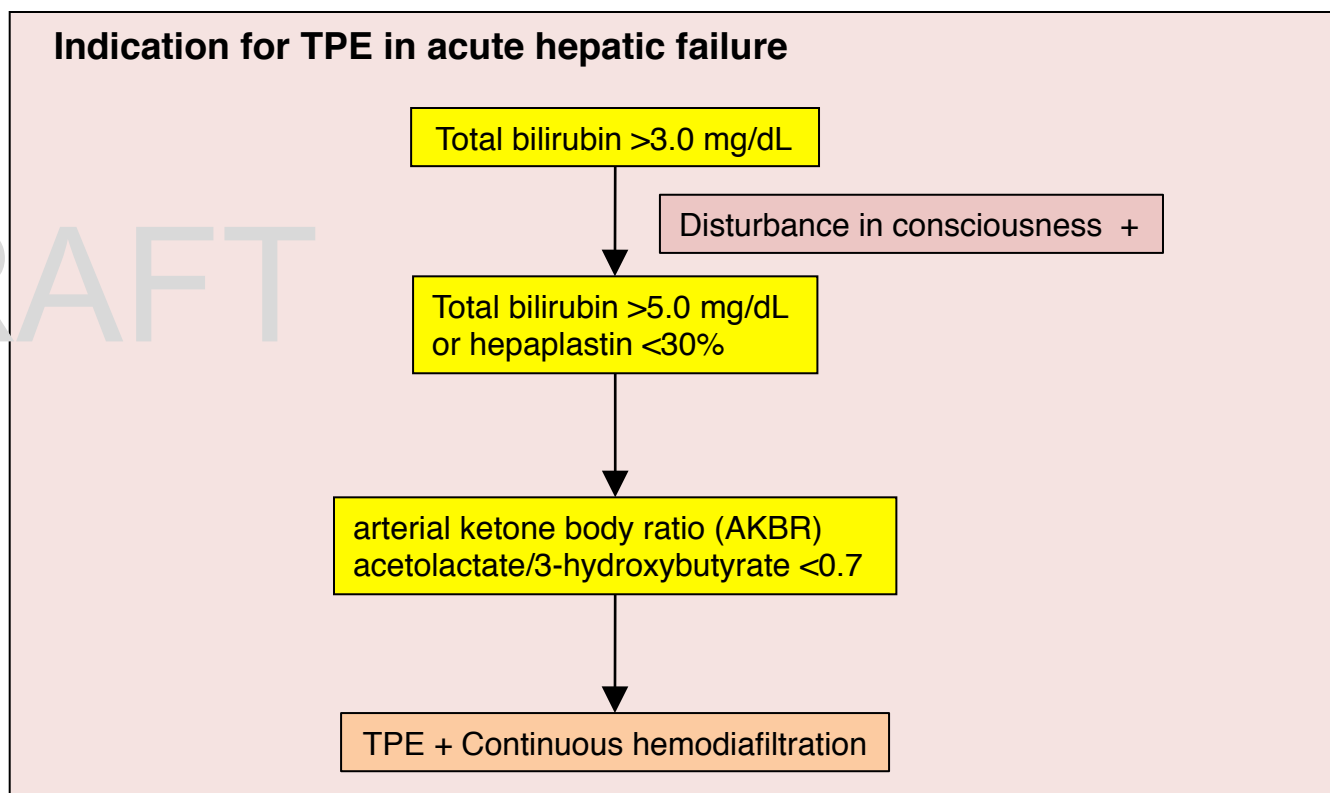 Indication for TPE in acute hepatic failure
Total bilirubin >3.0 mg/dL
Disturbance in consciousness +
RAFT
Total bilirubin >5.0 mg/dL
or hepaplastin <30%
arterial ketone body ratio (AKBR)
acetolactate/3-hydroxybutyrate <0.7
TPE + Continuous hemodiafiltration